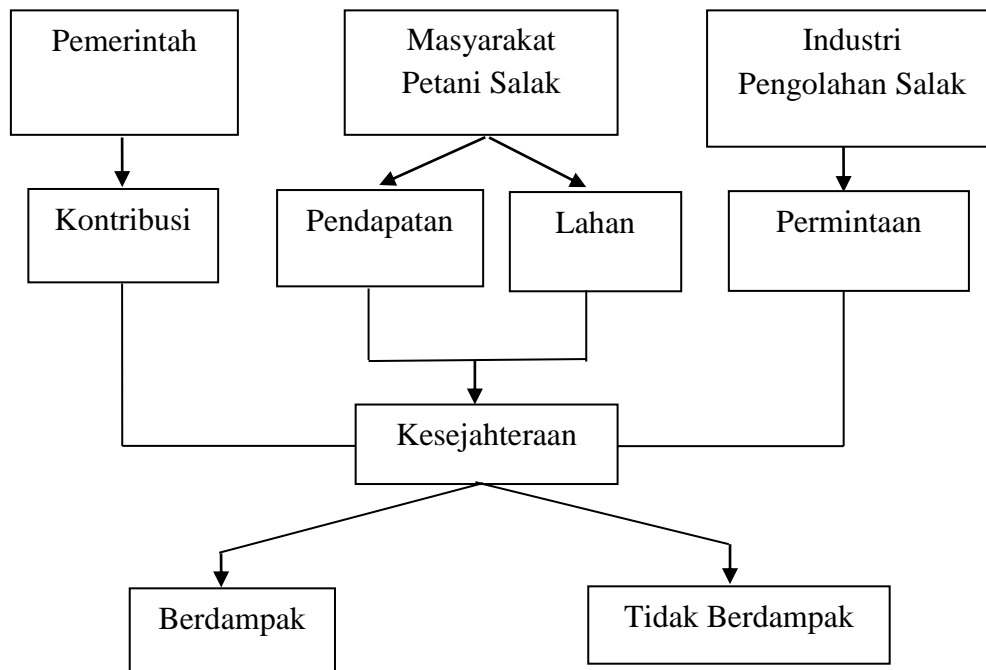 Pemerintah
Masyarakat
Petani Salak
Industri
Pengolahan Salak
Kontribusi
Pendapatan
Lahan
Permintaan
Kesejahteraan
Berdampak
Tidak Berdampak